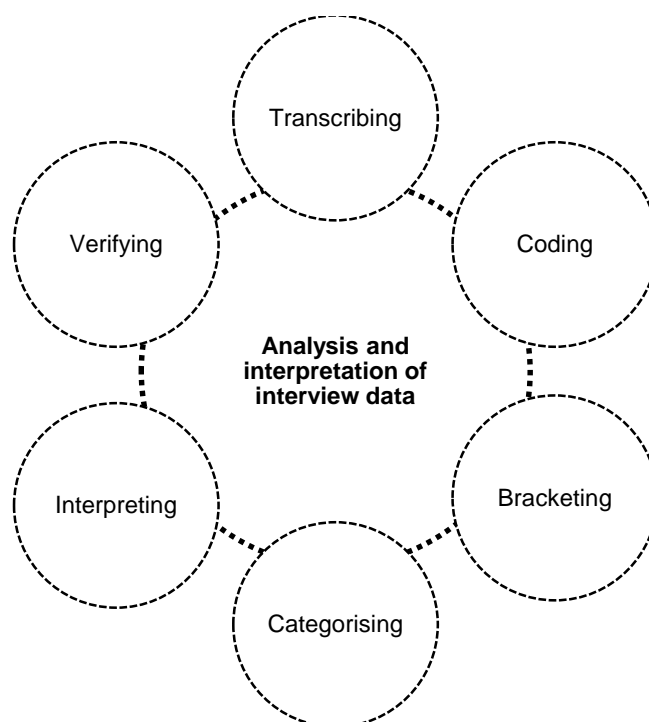 Transcribing
Verifying
Coding
Analysis and
interpretation of
interview data
Interpreting
Bracketing
Categorising